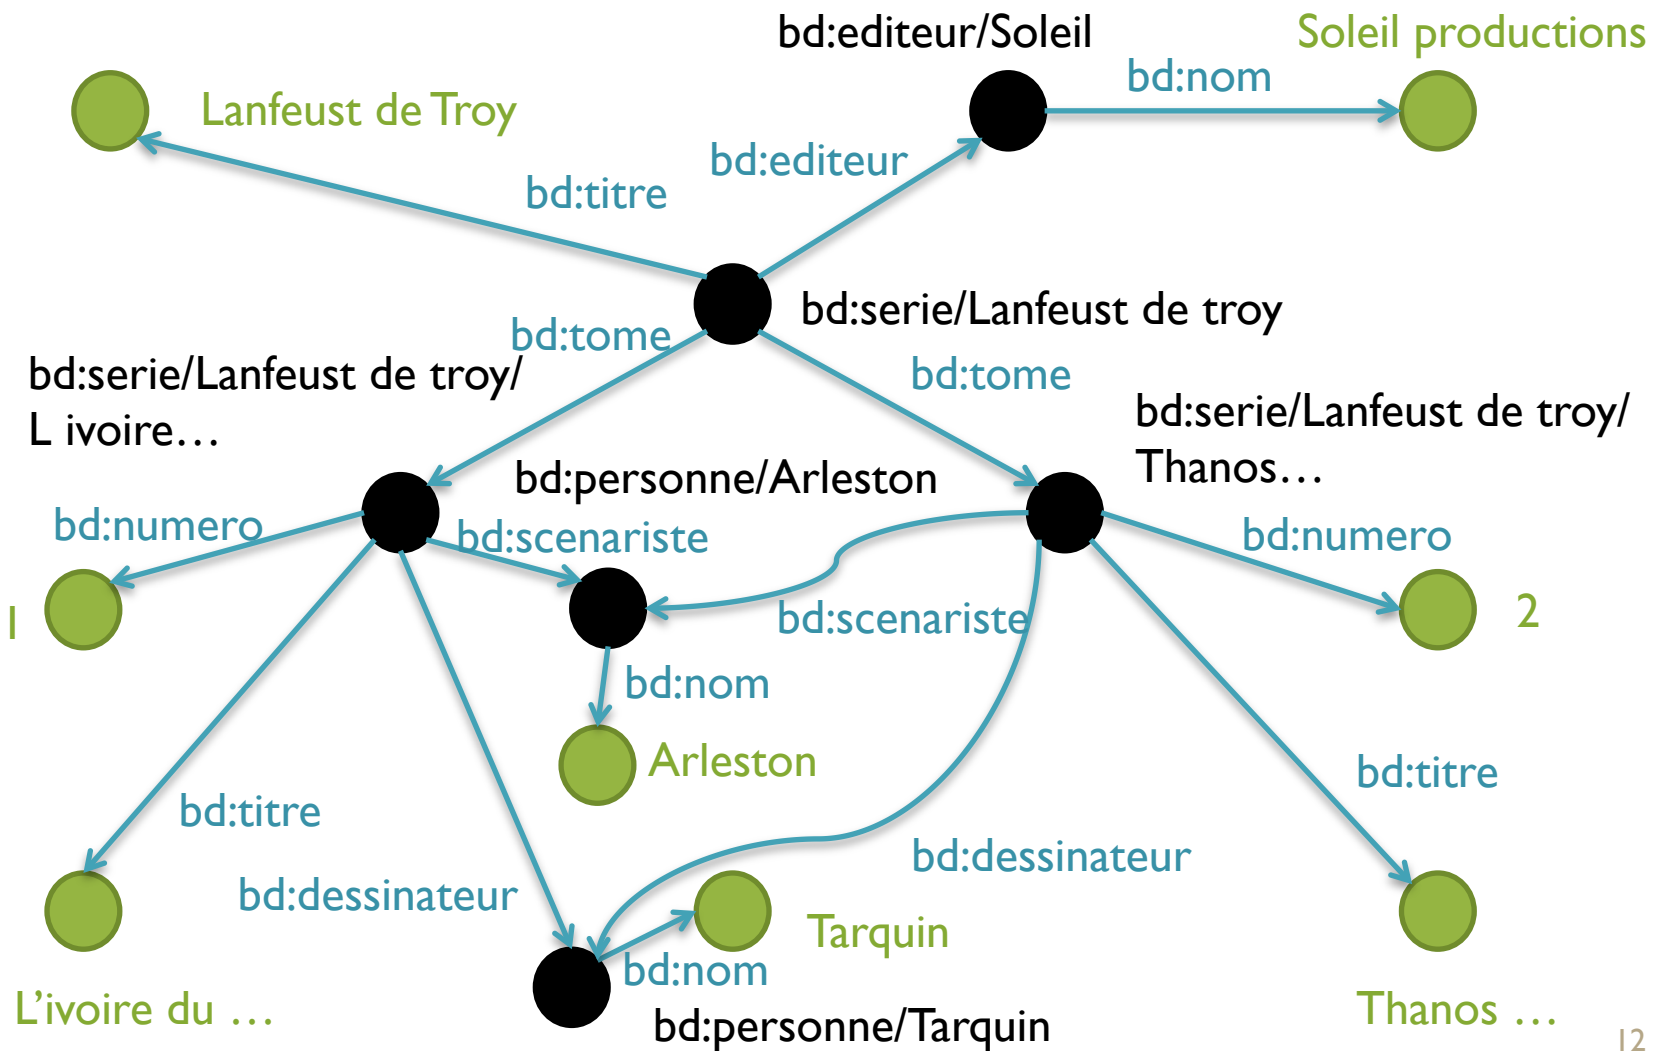 bd:editeur/Soleil
Soleil productions
bd:nom
Lanfeust de Troy
bd:editeur
bd:titre
bd:serie/Lanfeust de troy
bd:tome
bd:tome
bd:serie/Lanfeust de troy/
L ivoire…
bd:serie/Lanfeust de troy/
Thanos…
bd:personne/Arleston
bd:numero
bd:scenariste
bd:numero
1
bd:scenariste
2
bd:nom
Arleston
bd:titre
bd:titre
bd:dessinateur
bd:dessinateur
Tarquin
bd:nom
L’ivoire du …
bd:personne/Tarquin
Thanos …
12